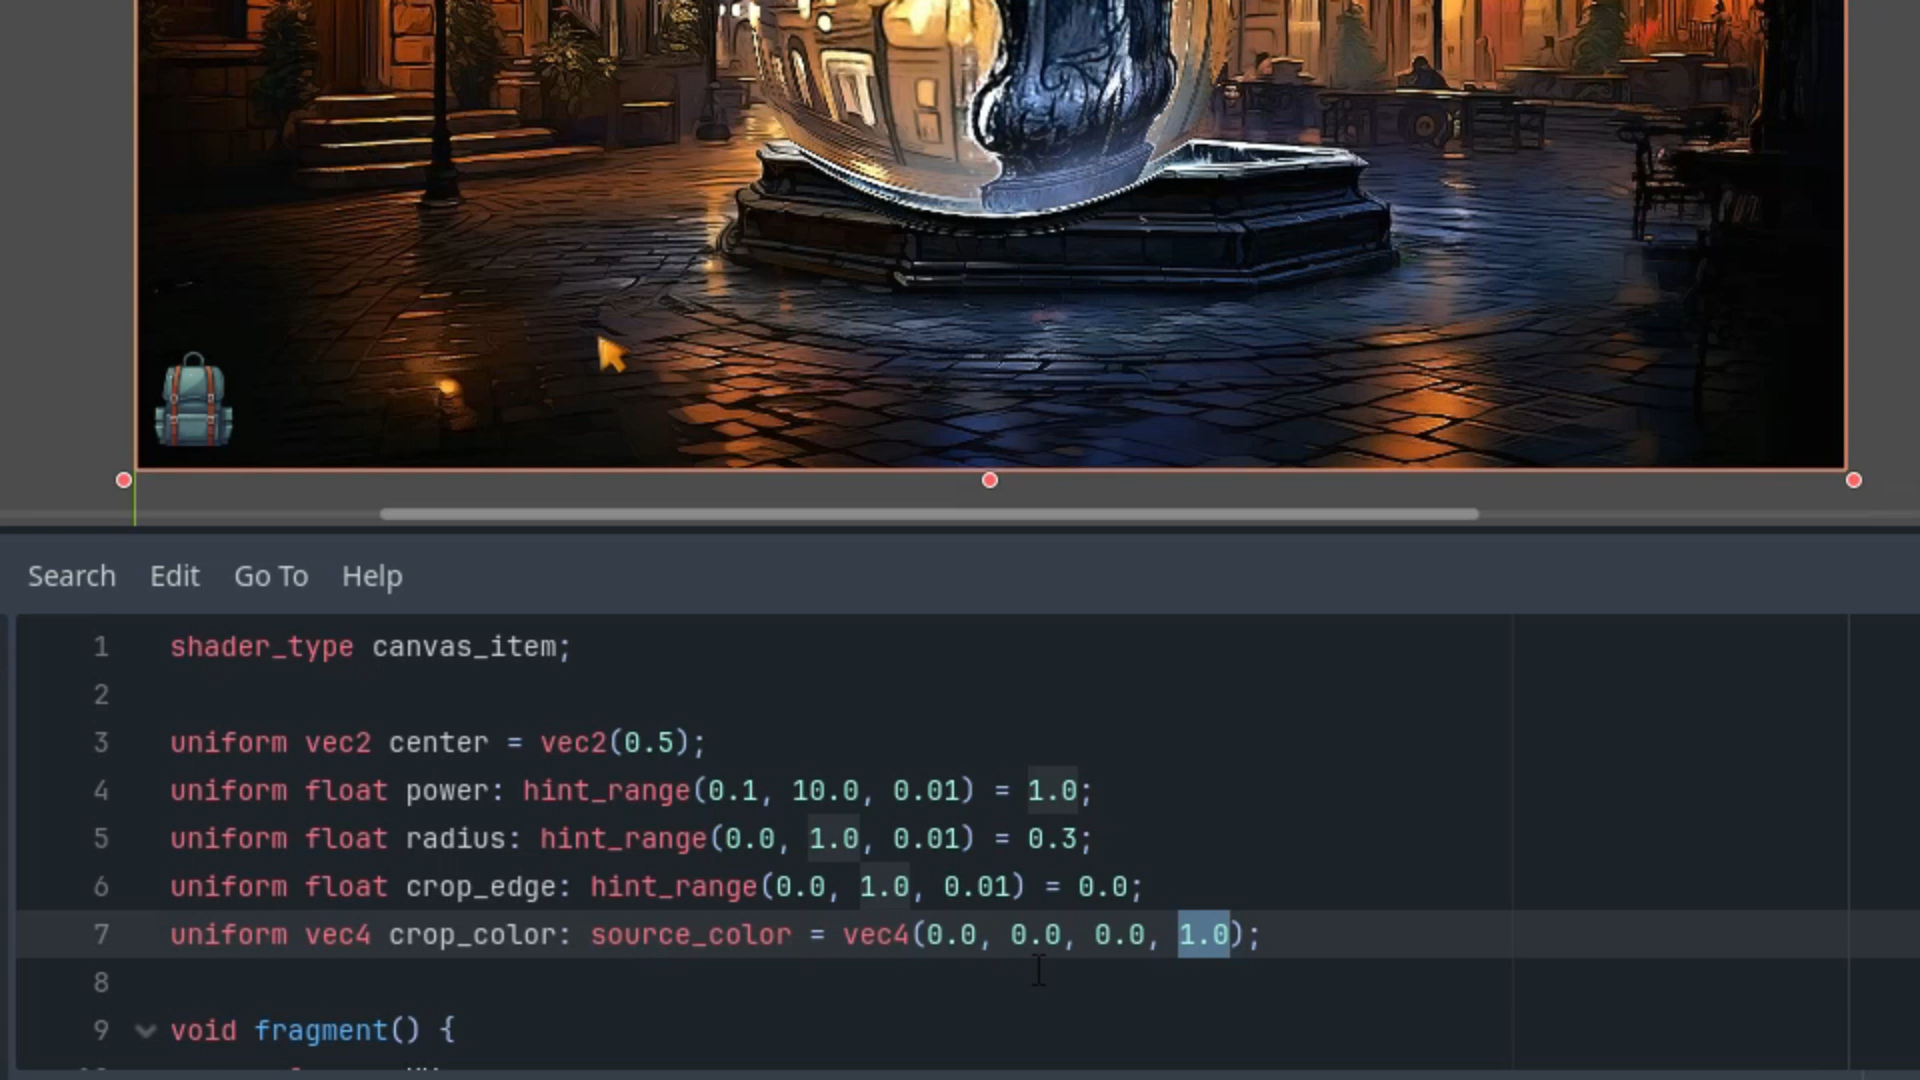 Search Edit Go To Help
1 shader_type canvas_item;
2
3 uniform vec2 center = vec2(0.5);
4 uniform float power: hint_range(0.1, 10.0, 0.01) = 1.0;
5 uniform float radius: hint_range(0.0, 1.0, 0.01) = 0.3;
6 uniform float crop_edge: hint_range(0.0, 1.0, 0.01) = 0.0;
7 uniform vec4 crop_color: source_color = vec4(0.0, 0.0, 0.0, 1.0);
8
9 void fragment() {